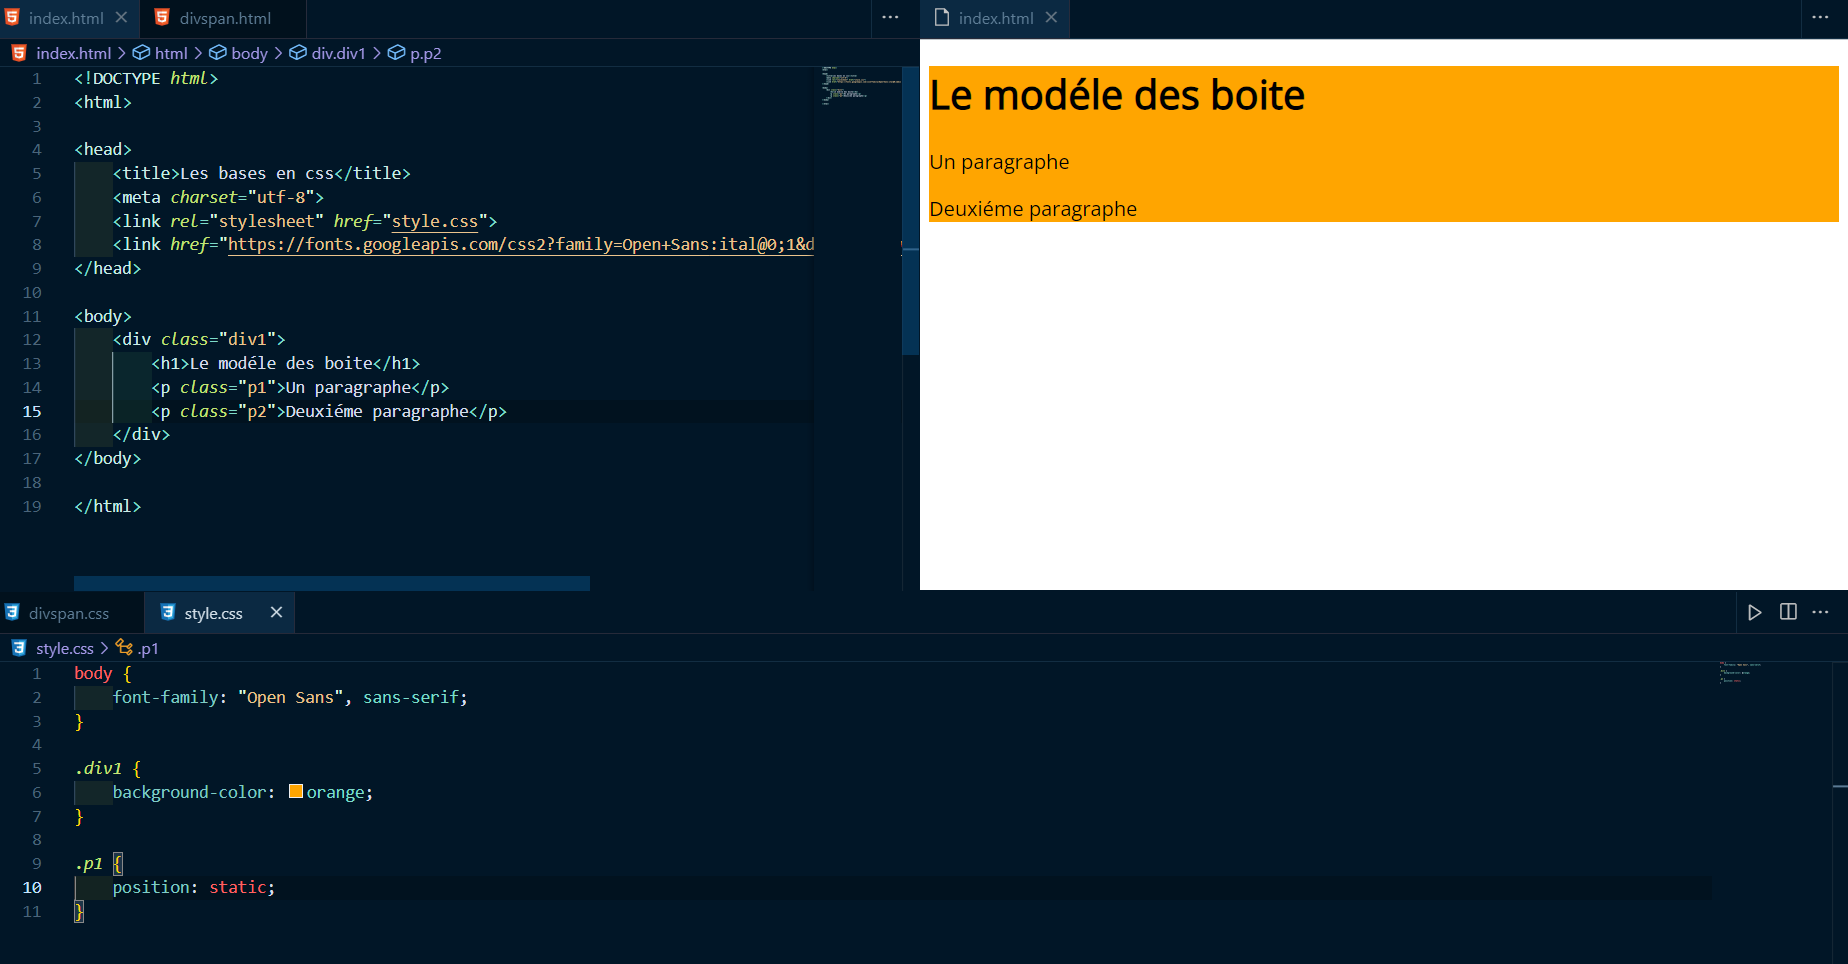 index.html
divspan.html
index.html > html > body > div.div1 > p.p2
1 <!DOCTYPE html>
2 <html>
3
4 <head>
5 <title>Les bases en css</title>
6 <meta charset="utf-8">
7 <link rel="stylesheet" href="style.css">
8 <link href="https://fonts.googleapis.com/css2?family=Open+Sans:ital@0;1&d
9 </head>
10
11 <body>
12 <div class="div1">
13 <h1>Le modéle des boite</h1>
14 <p class="p1">Un paragraphe</p>
15 <p class="p2">Deuxiéme paragraphe</p>
16 </div>
17 </body>
18
19 </html>
index.html
Le modéle des boite
Un paragraphe
Deuxiéme paragraphe
divspan.css
style.css
style.css > .p1
1 body {
2 font-family: "Open Sans", sans-serif;
3 }
4
5 .div1 {
6 background-color: orange;
7 }
8
9 .p1 {
10 position: static;
11 }